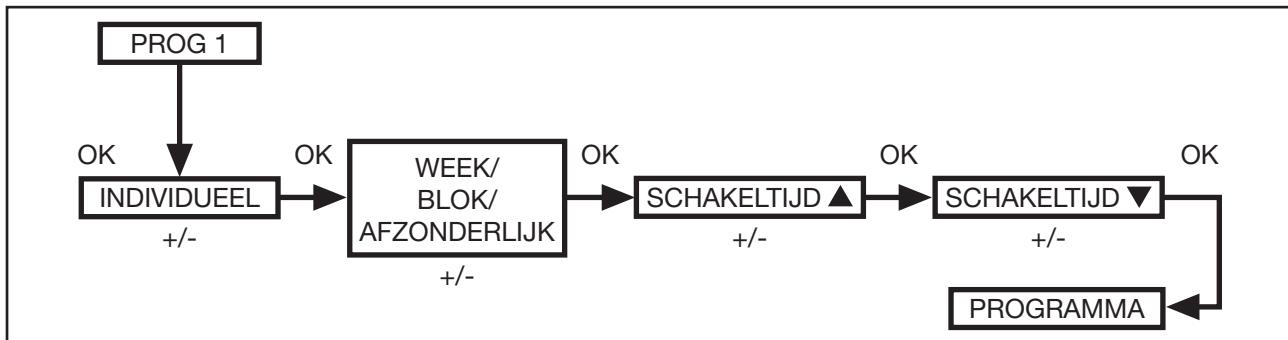 PROG 1
OK
INDIVIDUEEL
+/-
OK
WEEK/
BLOK/
AFZONDERLIJK
+/-
OK
SCHAKELTIJD ▲
+/-
OK
SCHAKELTIJD ▼
+/-
OK
PROGRAMMA